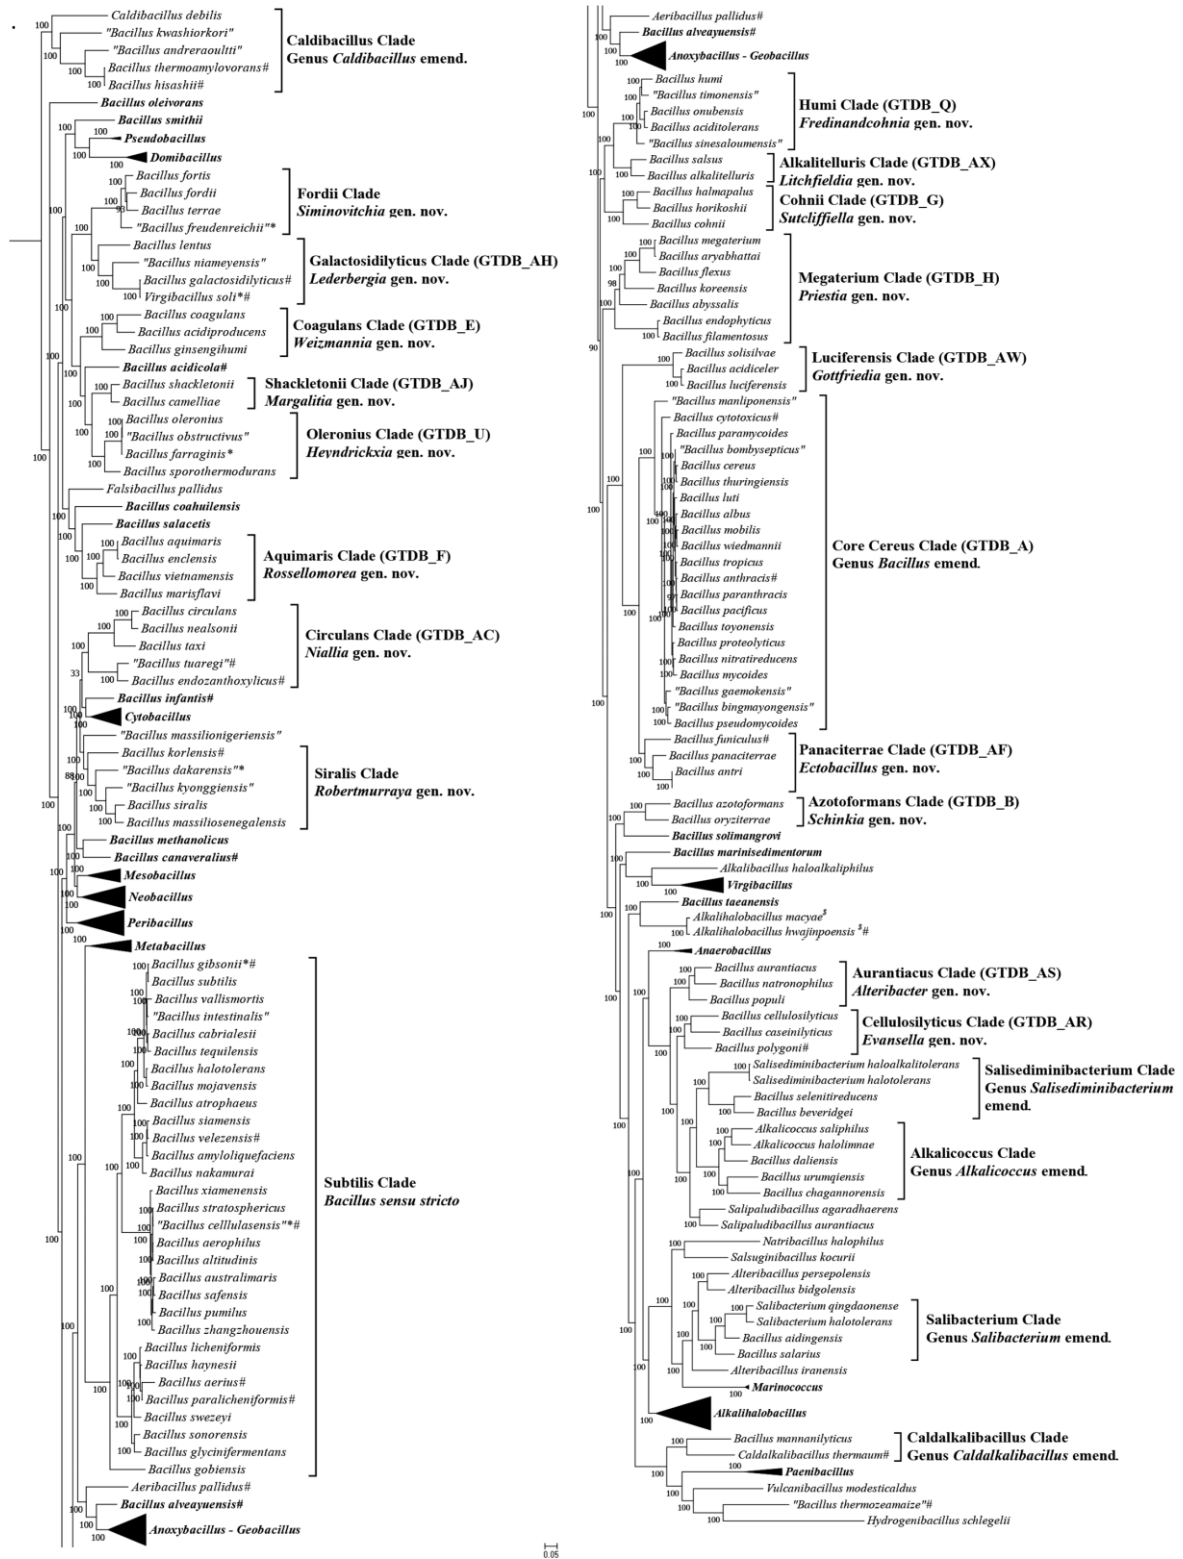 Caldibacillus debilis
"Bacillus kwashiorkori"
"Bacillus andreraoultti"
Bacillus thermoamylovorans#
Bacillus hisashii#
Caldibacillus Clade
Genus Caldibacillus emend.
Bacillus oleivorans
Bacillus smithii
Pseudobacillus
Domibacillus
Bacillus fortis
Bacillus fordii
Bacillus terrae
"Bacillus freudenreichii"*
Fordii Clade
Siminovitchia gen. nov.
Bacillus lentus
"Bacillus niameyensis"
Bacillus galactosidilyticus#
Virgibacillus soli*#
Galactosidilyticus Clade (GTDB_AH)
Lederbergia gen. nov.
Bacillus coagulans
Bacillus acidiproducens
Bacillus ginsengihumi
Coagulans Clade (GTDB_E)
Weizmannia gen. nov.
Bacillus acidicola#
Bacillus shackletonii
Bacillus camelliae
Shackletonii Clade (GTDB_AJ)
Margalitia gen. nov.
Bacillus oleronius
"Bacillus obstructivus"
Bacillus farraginis*
Bacillus sporothermodurans
Oleronius Clade (GTDB_U)
Heyndrickxia gen. nov.
Falsibacillus pallidus
Bacillus coahuilensis
Bacillus salacetis
Bacillus aquimaris
Bacillus enclensis
Bacillus vietnamensis
Bacillus marisflavi
Aquimaris Clade (GTDB_F)
Rossellomorea gen. nov.
Bacillus circulans
Bacillus nealsonii
Bacillus taxi
"Bacillus tuaregi"#
Bacillus endozanthoxylicus#
Circulans Clade (GTDB_AC)
Niallia gen. nov.
Bacillus infantis#
Cytobacillus
"Bacillus massilionigeriensis"
Bacillus korlensis#
"Bacillus dakarensis"*
"Bacillus kyonggiensis"
Bacillus siralis
Bacillus massiliosenegalensis
Siralis Clade
Robertmurraya gen. nov.
Bacillus methanolicus
Bacillus canaveralius#
Mesobacillus
Neobacillus
Peribacillus
Metabacillus
Bacillus gibsonii*#
Bacillus subtilis
Bacillus vallismortis
"Bacillus intestinalis"
Bacillus cabrialesii
Bacillus tequilensis
Bacillus halotolerans
Bacillus mojavensis
Bacillus atrophaeus
Bacillus siamensis
Bacillus velezensis#
Bacillus amyloliquefaciens
Bacillus nakamurai
Bacillus xiamenensis
Bacillus stratosphericus
"Bacillus celllulasensis"*#
Bacillus aerophilus
Bacillus altitudinis
Bacillus australimaris
Bacillus safensis
Bacillus pumilus
Bacillus zhangzhouensis
Bacillus licheniformis
Bacillus haynesii
Bacillus aerius#
Bacillus paralicheniformis#
Bacillus swezeyi
Bacillus sonorensis
Bacillus glycinifermentans
Bacillus gobiensis
Subtilis Clade
Bacillus sensu stricto
Aeribacillus pallidus#
Bacillus alveayuensis#
Anoxybacillus - Geobacillus
0.05
Aeribacillus pallidus#
Bacillus alveayuensis#
Anoxybacillus - Geobacillus
Bacillus humi
"Bacillus timonensis"
Bacillus onubensis
Bacillus aciditolerans
"Bacillus sinesaloumensis"
Humi Clade (GTDB_Q)
Fredinandcohnia gen. nov.
Bacillus salsus
Bacillus alkalitelluris
Alkalitelluris Clade (GTDB_AX)
Litchfieldia gen. nov.
Bacillus halmapalus
Bacillus horikoshii
Bacillus cohnii
Cohnii Clade (GTDB_G)
Sutcliffiella gen. nov.
Bacillus megaterium
Bacillus aryabhattai
Bacillus flexus
Bacillus koreensis
Bacillus abyssalis
Bacillus endophyticus
Bacillus filamentosus
Megaterium Clade (GTDB_H)
Priestia gen. nov.
Bacillus solisilvae
Bacillus acidiceler
Bacillus luciferensis
Luciferensis Clade (GTDB_AW)
Gottfriedia gen. nov.
"Bacillus manliponensis"
Bacillus cytotoxicus#
Bacillus paramycoides
"Bacillus bombysepticus"
Bacillus cereus
Bacillus thuringiensis
Bacillus luti
Bacillus albus
Bacillus mobilis
Bacillus wiedmannii
Bacillus tropicus
Bacillus anthracis#
Bacillus paranthracis
Bacillus pacificus
Bacillus toyonensis
Bacillus proteolyticus
Bacillus nitratireducens
Bacillus mycoides
"Bacillus gaemokensis"
"Bacillus bingmayongensis"
Bacillus pseudomycoides
Core Cereus Clade (GTDB_A)
Genus Bacillus emend.
Bacillus funiculus#
Bacillus panaciterrae
Bacillus antri
Panaciterrae Clade (GTDB_AF)
Ectobacillus gen. nov.
Bacillus azotoformans
Bacillus oryziterrae
Azotoformans Clade (GTDB_B)
Schinkia gen. nov.
Bacillus solimangrovi
Bacillus marinisedimentorum
Alkalibacillus haloalkaliphilus
Virgibacillus
Bacillus taeanensis
Alkalihalobacillus macyae$
Alkalihalobacillus hwajinpoensis $#
Anaerobacillus
Bacillus aurantiacus
Bacillus natronophilus
Bacillus populi
Aurantiacus Clade (GTDB_AS)
Alteribacter gen. nov.
Bacillus cellulosilyticus
Bacillus caseinilyticus
Bacillus polygoni#
Cellulosilyticus Clade (GTDB_AR)
Evansella gen. nov.
Salisediminibacterium haloalkalitolerans
Salisediminibacterium halotolerans
Bacillus selenitireducens
Bacillus beveridgei
Salisediminibacterium Clade
Genus Salisediminibacterium
emend.
Alkalicoccus saliphilus
Alkalicoccus halolimnae
Bacillus daliensis
Bacillus urumqiensis
Bacillus chagannorensis
Alkalicoccus Clade
Genus Alkalicoccus emend.
Salipaludibacillus agaradhaerens
Salipaludibacillus aurantiacus
Natribacillus halophilus
Salsuginibacillus kocurii
Alteribacillus persepolensis
Alteribacillus bidgolensis
Salibacterium qingdaonense
Salibacterium halotolerans
Bacillus aidingensis
Bacillus salarius
Salibacterium Clade
Genus Salibacterium emend.
Alteribacillus iranensis
Marinococcus
Alkalihalobacillus
Bacillus mannanilyticus
Caldalkalibacillus thermaum#
Caldalkalibacillus Clade
Genus Caldalkalibacillus emend.
Paenibacillus
Vulcanibacillus modesticaldus
"Bacillus thermozeamaize"#
Hydrogenibacillus schlegelii